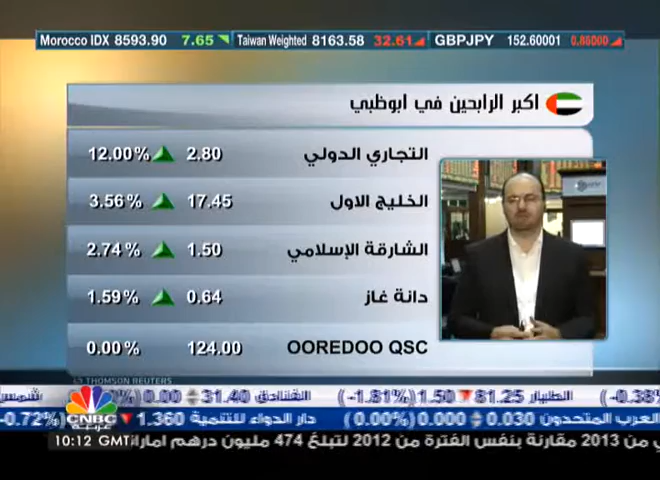 Morocco IDX 8593.90 7.65 Taiwan Weighted 8163.58 32.61 GBPJPY 152.60001
اكبر الرابحين في ابوظبي
التجاري الدولي 2.80 12.00%
الخليج الاول 17.45 3.56%
الشارقة الإسلامي 1.50 2.74%
دانة غاز 0.64 1.59%
OOREDOO QSC 124.00 0.00%
THOMSON REUTERS
(-0.38% الطيار 81.25 1.50 (-1.81%) الفنادق 31.40 0.00
العرب المتحدون 0.030 0.000 (0.00%) دار الدواء للتنمية 1.360 -0.72%)
CNBC
عربية
ي من 2013 مقارنة بنفس الفترة من 2012 لتبلغ 474 مليون درهم امارا
10:12 GMT